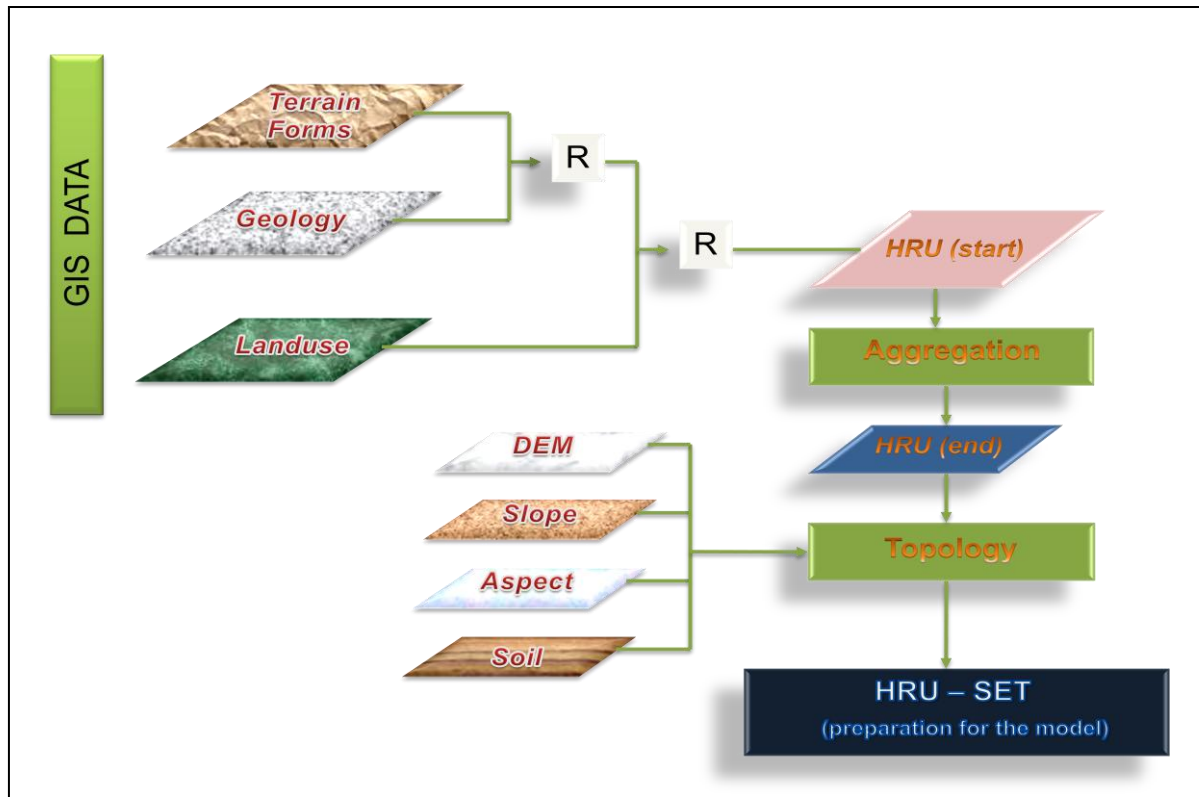 GIS DATA
Terrain
Forms
Geology
Landuse
R
R
HRU (start)
Aggregation
HRU (end)
DEM
Slope
Aspect
Soil
Topology
HRU – SET
(preparation for the model)